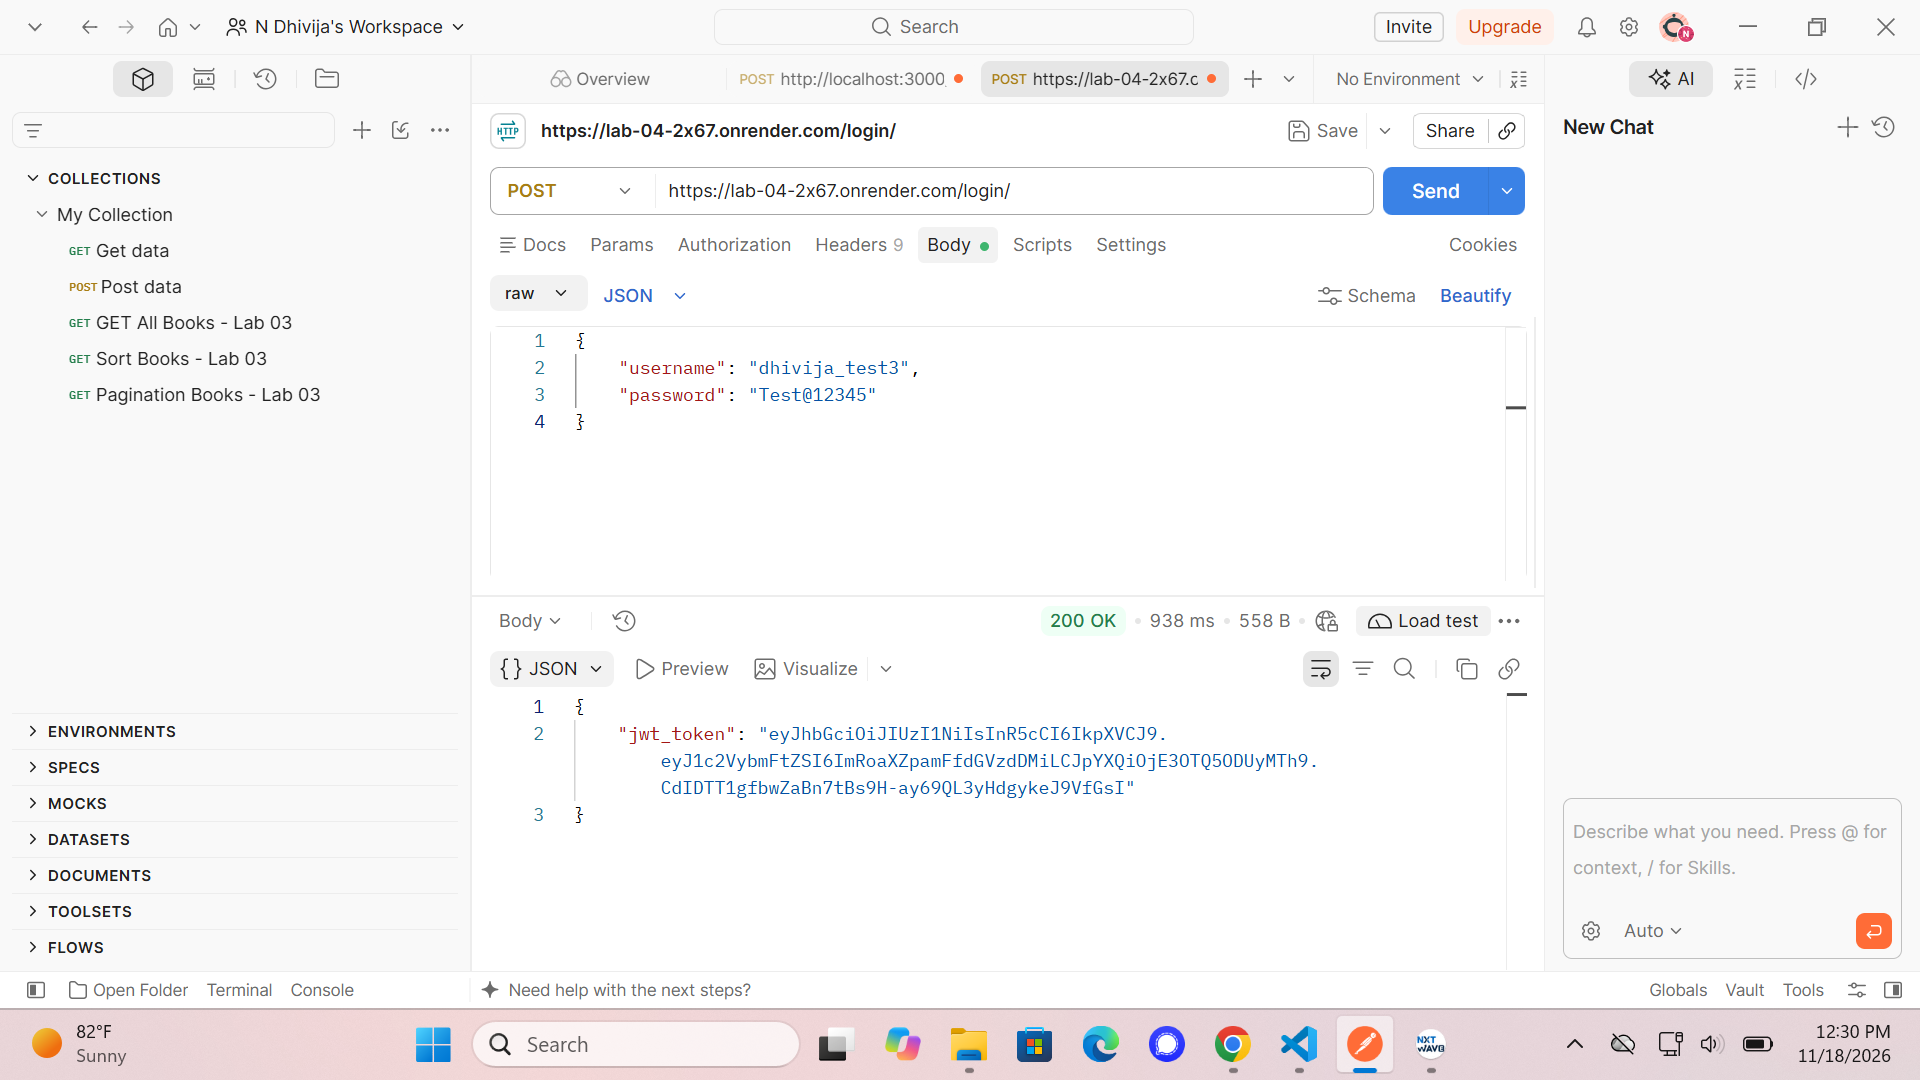 N Dhivija's Workspace
Search
Invite
Upgrade
N
Overview
POST http://localhost:3000,
POST https://lab-04-2x67.c
No Environment
AI
HTTP
https://lab-04-2x67.onrender.com/login/
Save
Share
New Chat
COLLECTIONS
My Collection
GET Get data
POST Post data
GET GET All Books - Lab 03
GET Sort Books - Lab 03
GET Pagination Books - Lab 03
POST
https://lab-04-2x67.onrender.com/login/
Send
Docs
Params
Authorization
Headers 9
Body
Scripts
Settings
Cookies
raw
JSON
Schema
Beautify
1 {
2 "username": "dhivija_test3",
3 "password": "Test@12345"
4 }
Body
200 OK
938 ms
558 B
Load test
{} JSON
Preview
Visualize
1 {
2 "jwt_token": "eyJhbGciOiJIUzI1NiIsInR5cCI6IkpXVCJ9.
eyJ1c2VybmFtZSI6ImRoaXZpamFfdGVzdDMiLCJpYXQiOjE3OTQ5ODUyMTh9.
CdIDTT1gfbwZaBn7tBs9H-ay69QL3yHdgykeJ9VfGsI"
3 }
ENVIRONMENTS
SPECS
MOCKS
DATASETS
DOCUMENTS
TOOLSETS
FLOWS
Describe what you need. Press @ for
context, / for Skills.
Auto
Open Folder
Terminal
Console
Need help with the next steps?
Globals
Vault
Tools
82°F
Sunny
Search
NXT
WAVE
12:30 PM
11/18/2026